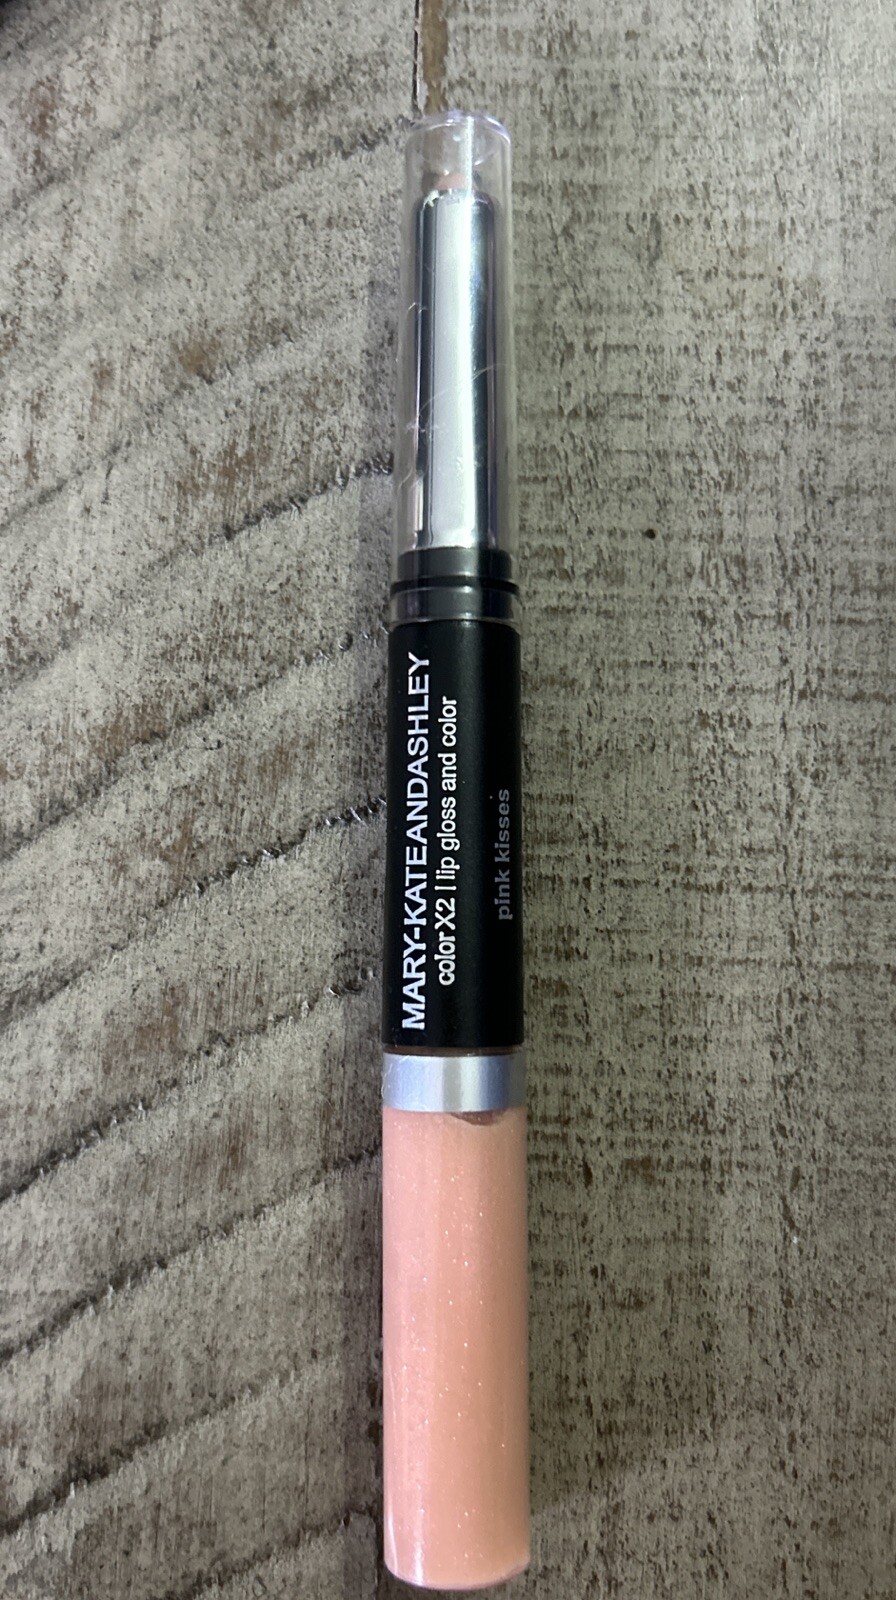 MARY-KATEANDASHLEY
colorX2 | lip gloss and color
pink kisses